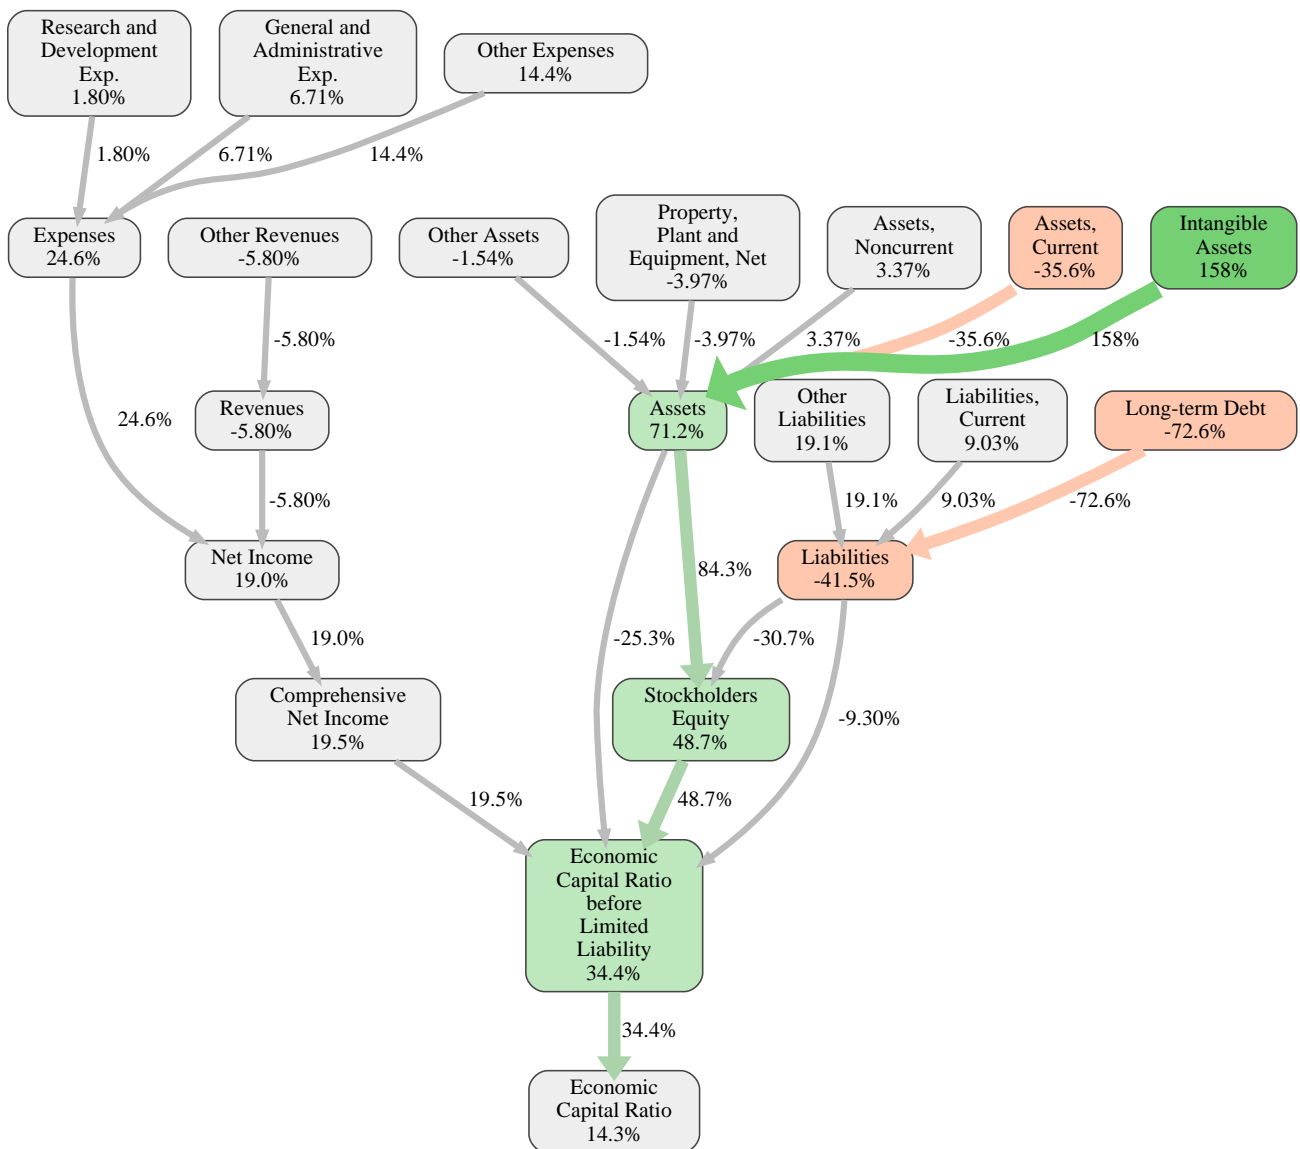 Research and
Development
Exp.
1.80%
General and
Administrative
Exp.
6.71%
Other Expenses
14.4%
1.80%
6.71%
14.4%
Expenses
24.6%
Other Revenues
-5.80%
Other Assets
-1.54%
Property,
Plant and
Equipment, Net
-3.97%
Assets,
Noncurrent
3.37%
Assets,
Current
-35.6%
Intangible
Assets
158%
-5.80%
-1.54%
-3.97%
3.37%
-35.6%
158%
24.6%
Revenues
-5.80%
Assets
71.2%
Other
Liabilities
19.1%
Liabilities,
Current
9.03%
Long-term Debt
-72.6%
-5.80%
19.1%
9.03%
-72.6%
Net Income
19.0%
84.3%
Liabilities
-41.5%
19.0%
-25.3%
-30.7%
Comprehensive
Net Income
19.5%
Stockholders
Equity
48.7%
-9.30%
19.5%
48.7%
Economic
Capital Ratio
before
Limited
Liability
34.4%
34.4%
Economic
Capital Ratio
14.3%